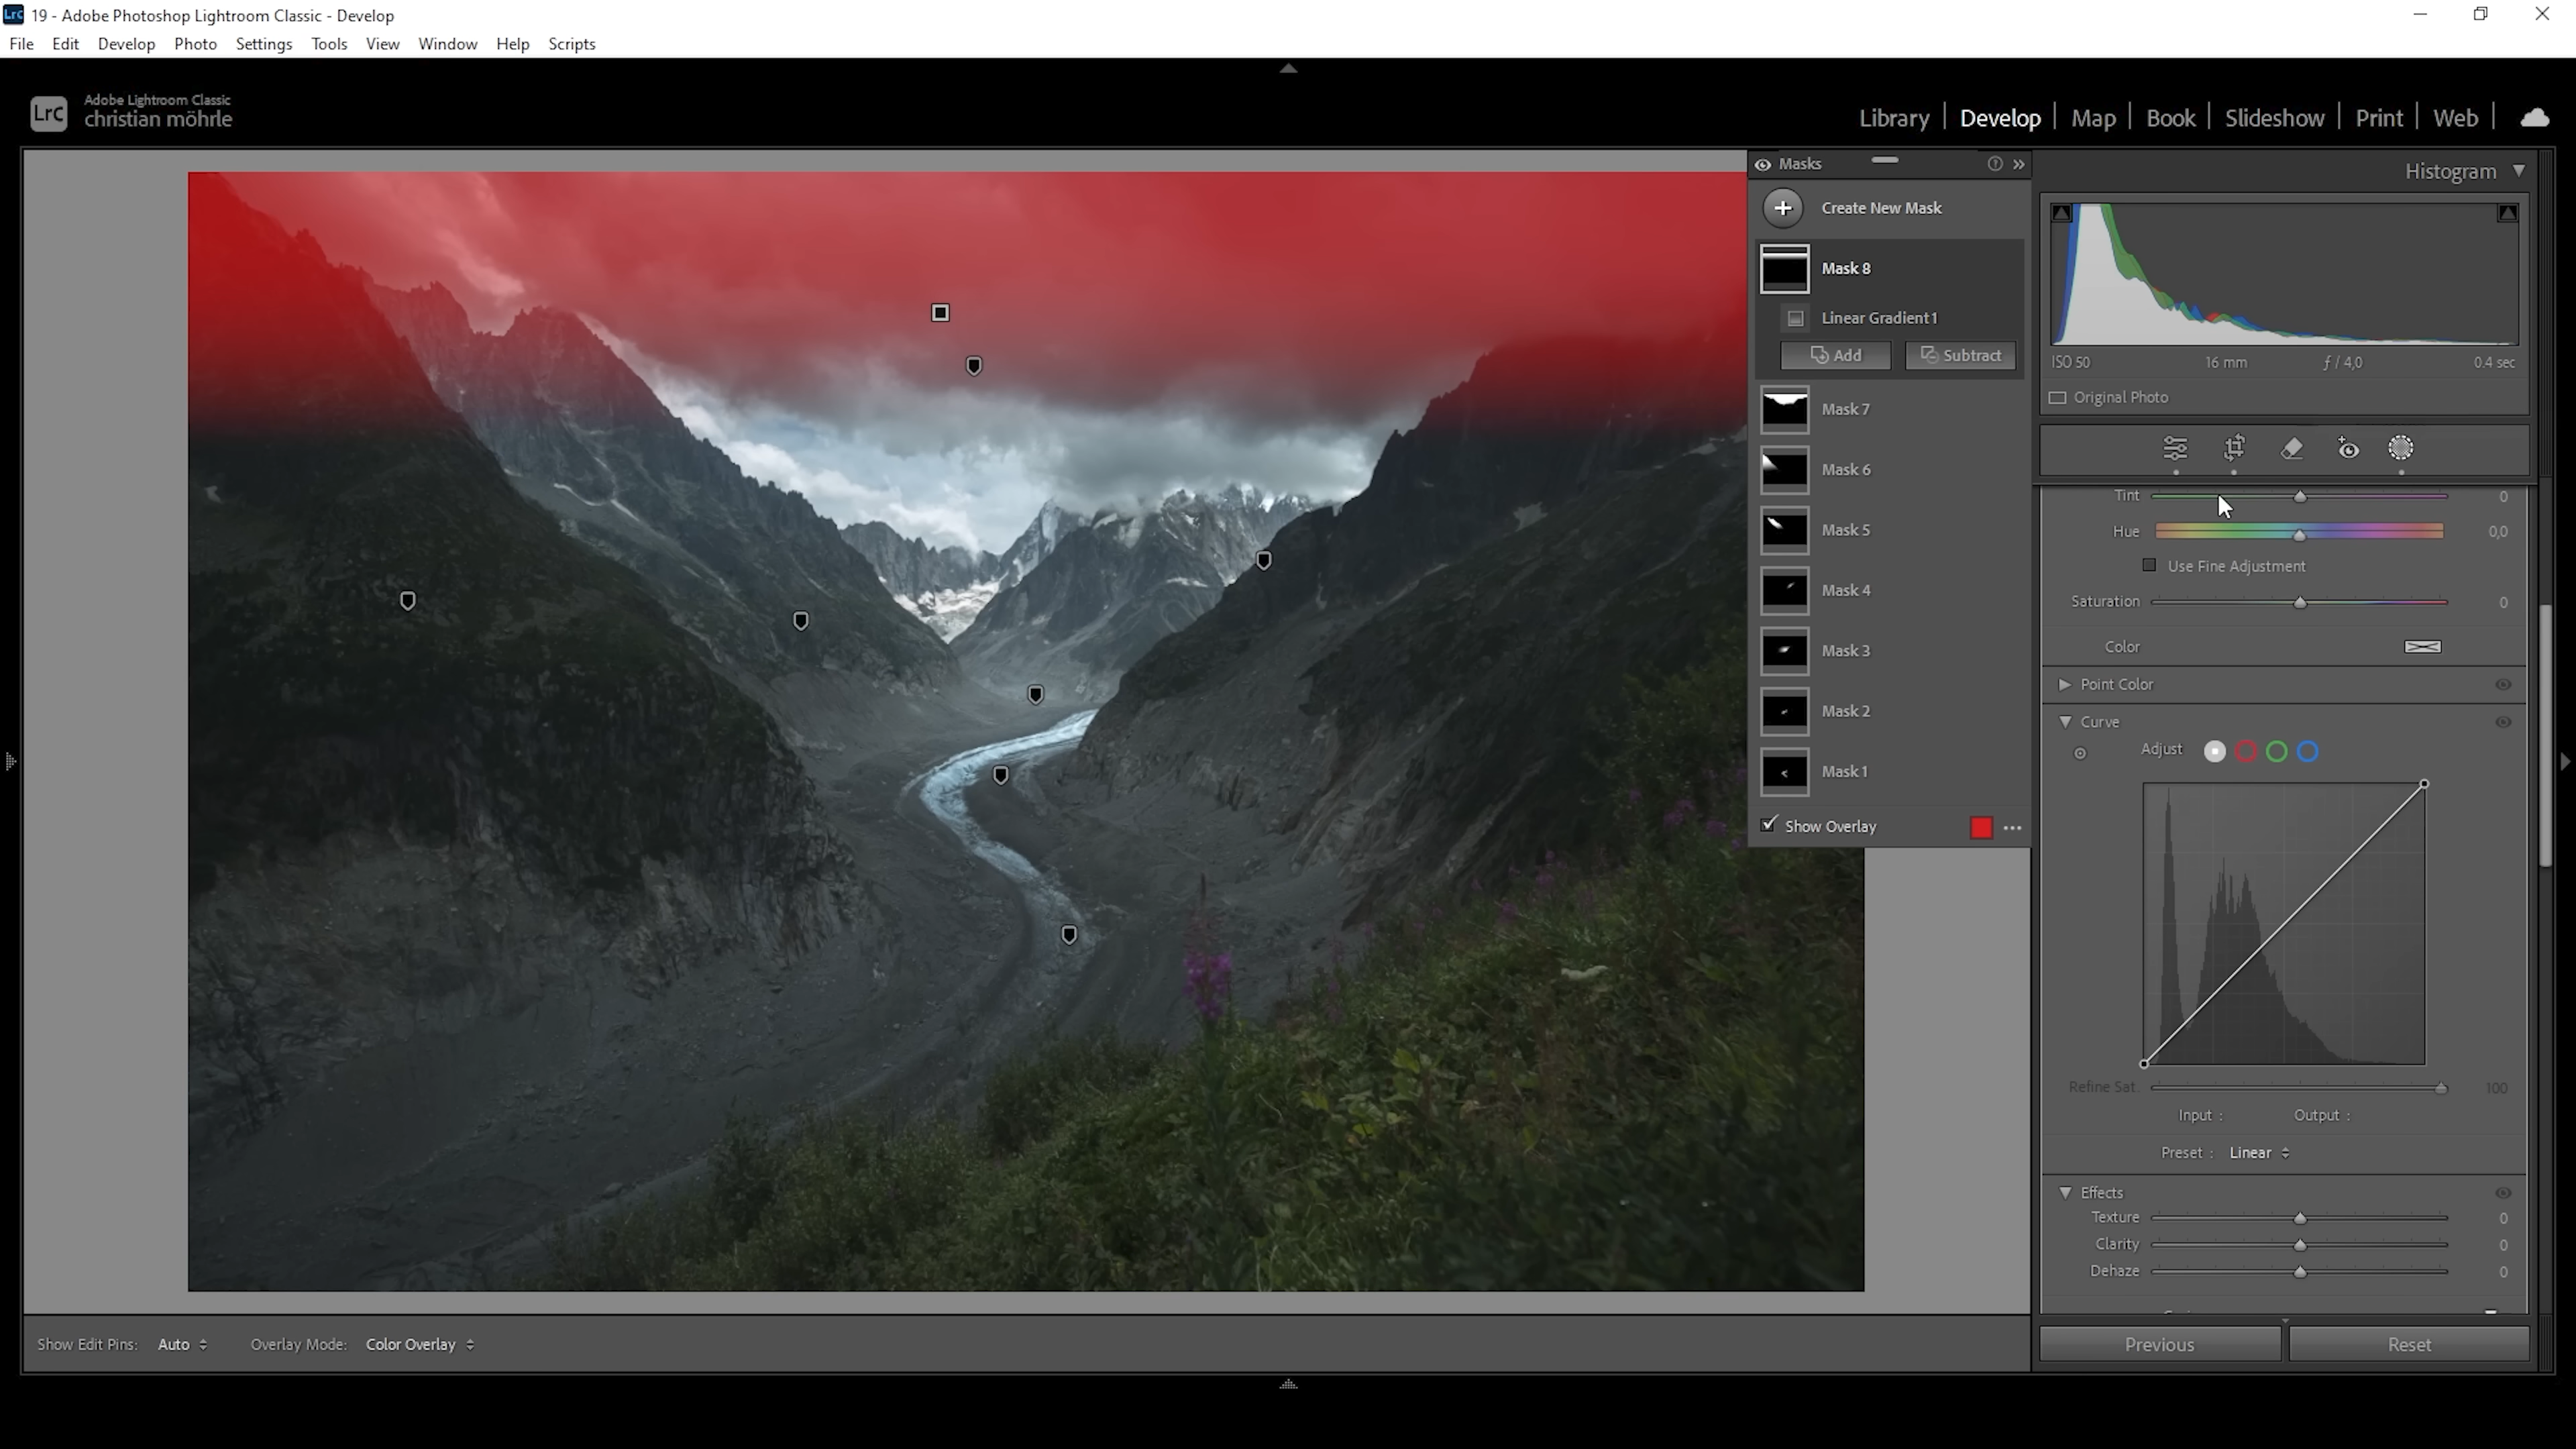 Lrc 19 - Adobe Photoshop Lightroom Classic - Develop
File Edit Develop Photo Settings Tools View Window Help Scripts
Lrc Adobe Lightroom Classic
christian möhrle
Library Develop Map Book Slideshow Print Web
Masks
Create New Mask
Mask 8
Linear Gradient 1
Add Subtract
Mask 7
Mask 6
Mask 5
Mask 4
Mask 3
Mask 2
Mask 1
Show Overlay
Histogram
ISO 50 16 mm ƒ / 4,0 0.4 sec
Original Photo
Tint 0
Hue 0,0
Use Fine Adjustment
Saturation 0
Color
Point Color
Curve
Adjust
Refine Sat. 100
Input : Output :
Preset : Linear
Effects
Texture 0
Clarity 0
Dehaze 0
Show Edit Pins: Auto Overlay Mode: Color Overlay
Previous Reset